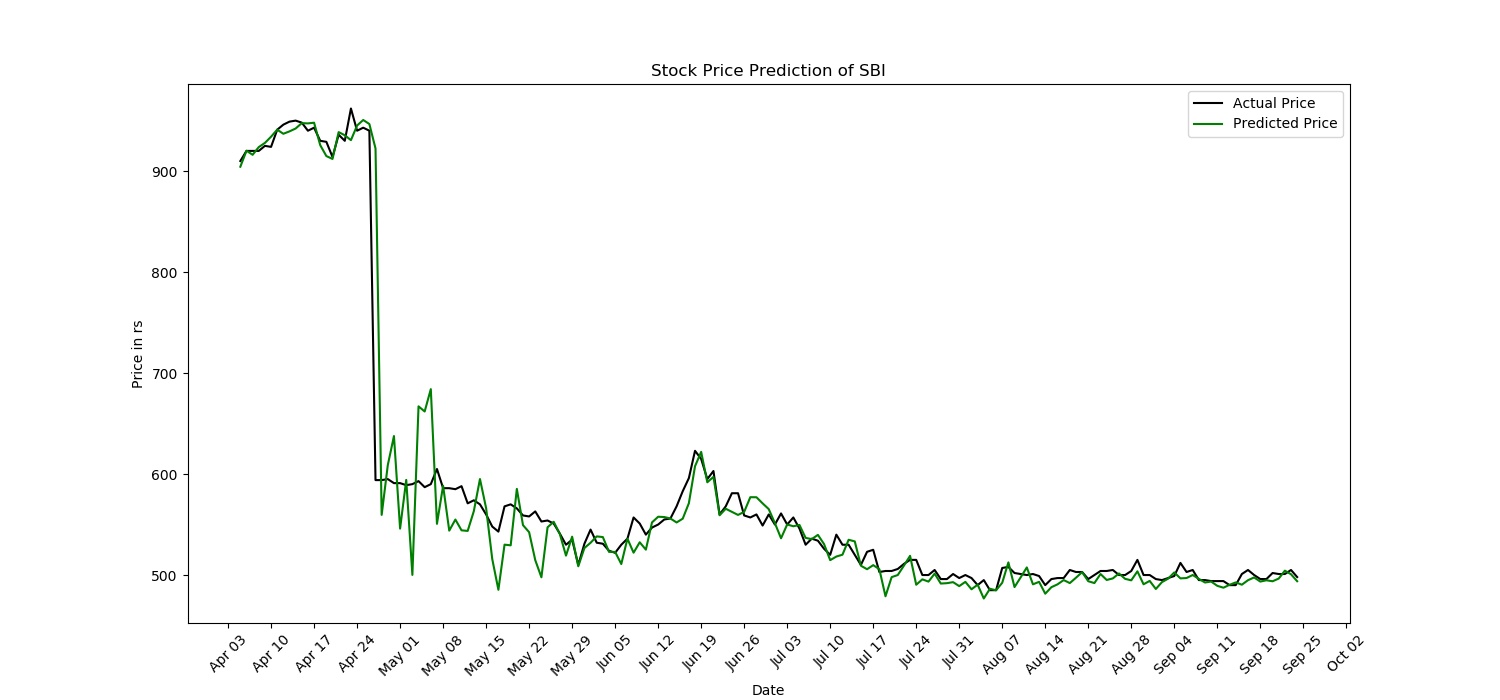 Stock Price Prediction of SBI
Actual Price
Predicted Price
Price in rs
900
800
700
600
500
Apr 03
Apr 10
Apr 17
Apr 24
May 01
May 08
May 15
May 22
May 29
Jun 05
Jun 12
Jun 19
Jun 26
Jul 03
Jul 10
Jul 17
Jul 24
Jul 31
Aug 07
Aug 14
Aug 21
Aug 28
Sep 04
Sep 11
Sep 18
Sep 25
Oct 02
Date